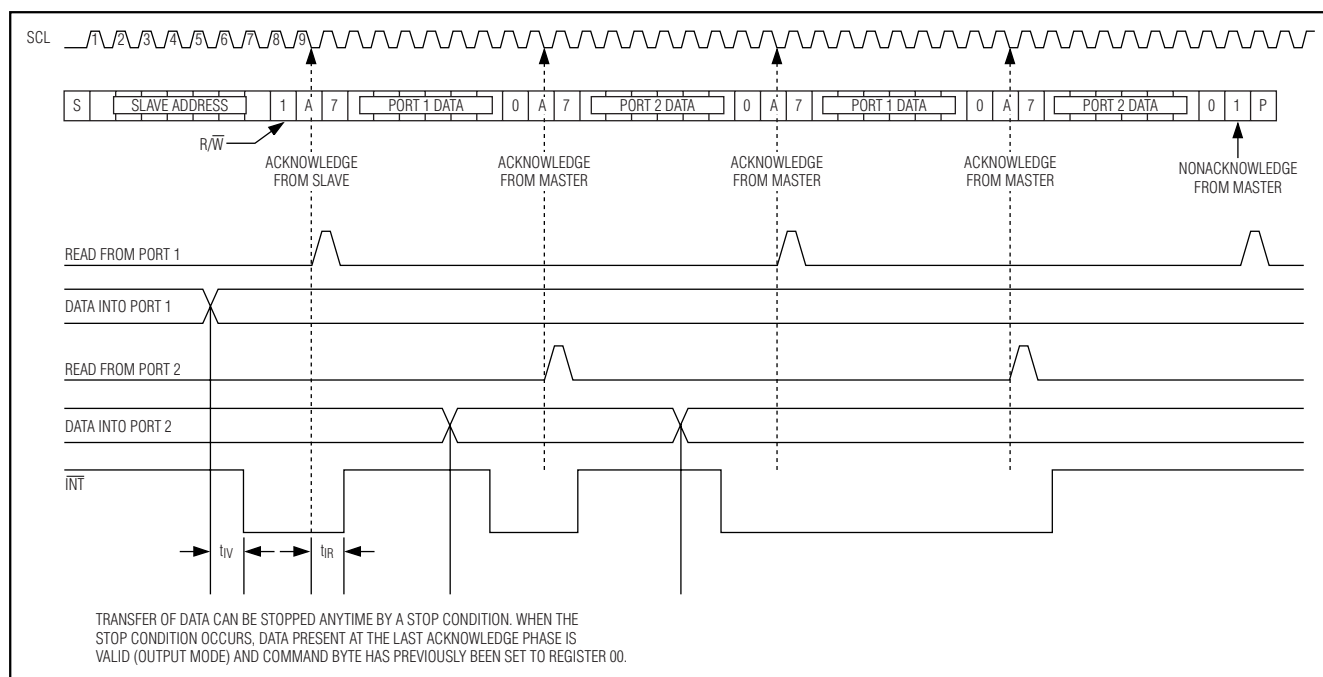 SCL 1 2 3 4 5 6 7 8 9
S SLAVE ADDRESS 1 A 7 PORT 1 DATA 0 A 7 PORT 2 DATA 0 A 7 PORT 1 DATA 0 A 7 PORT 2 DATA 0 1 P
R/W̅
ACKNOWLEDGE
FROM SLAVE
ACKNOWLEDGE
FROM MASTER
ACKNOWLEDGE
FROM MASTER
ACKNOWLEDGE
FROM MASTER
NONACKNOWLEDGE
FROM MASTER
READ FROM PORT 1
DATA INTO PORT 1
READ FROM PORT 2
DATA INTO PORT 2
I̅N̅T̅
tIV
tIR
TRANSFER OF DATA CAN BE STOPPED ANYTIME BY A STOP CONDITION. WHEN THE
STOP CONDITION OCCURS, DATA PRESENT AT THE LAST ACKNOWLEDGE PHASE IS
VALID (OUTPUT MODE) AND COMMAND BYTE HAS PREVIOUSLY BEEN SET TO REGISTER 00.